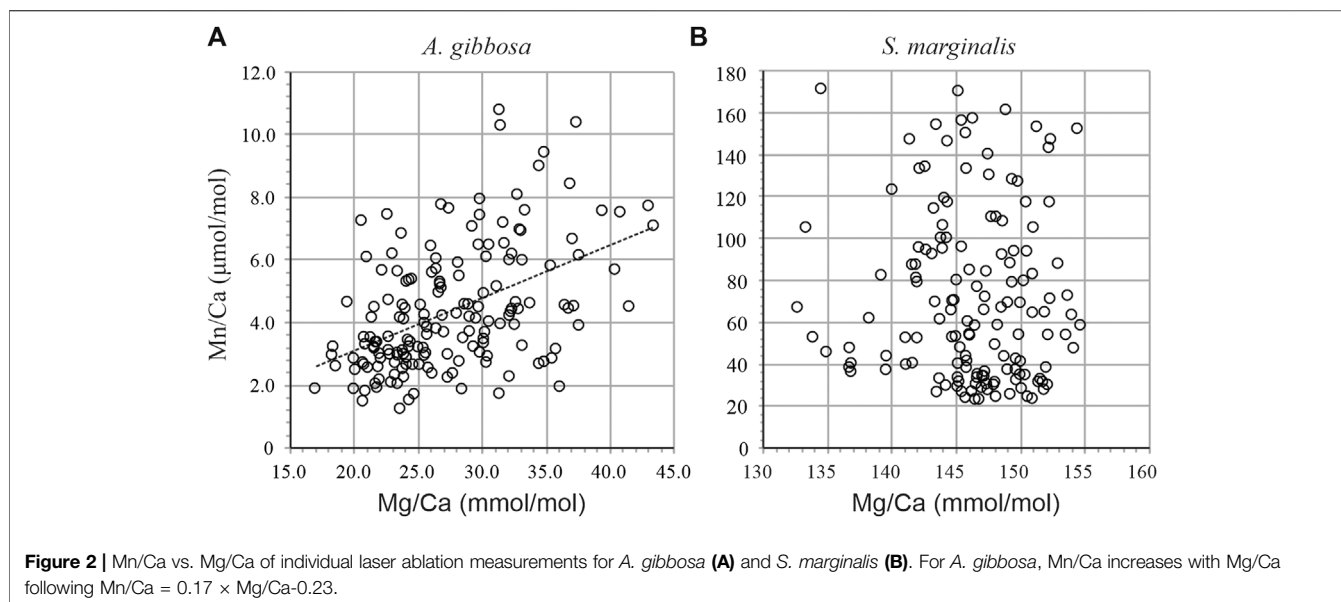 A
A. gibbosa
12.0
10.0
8.0
6.0
4.0
2.0
0
Mn/Ca (μmol/mol)
15.0 20.0 25.0 30.0 35.0 40.0 45.0
Mg/Ca (mmol/mol)
B
S. marginalis
180
160
140
120
100
80
60
40
20
0
130 135 140 145 150 155 160
Mg/Ca (mmol/mol)
Figure 2 | Mn/Ca vs. Mg/Ca of individual laser ablation measurements for A. gibbosa (A) and S. marginalis (B). For A. gibbosa, Mn/Ca increases with Mg/Ca
following Mn/Ca = 0.17 × Mg/Ca-0.23.